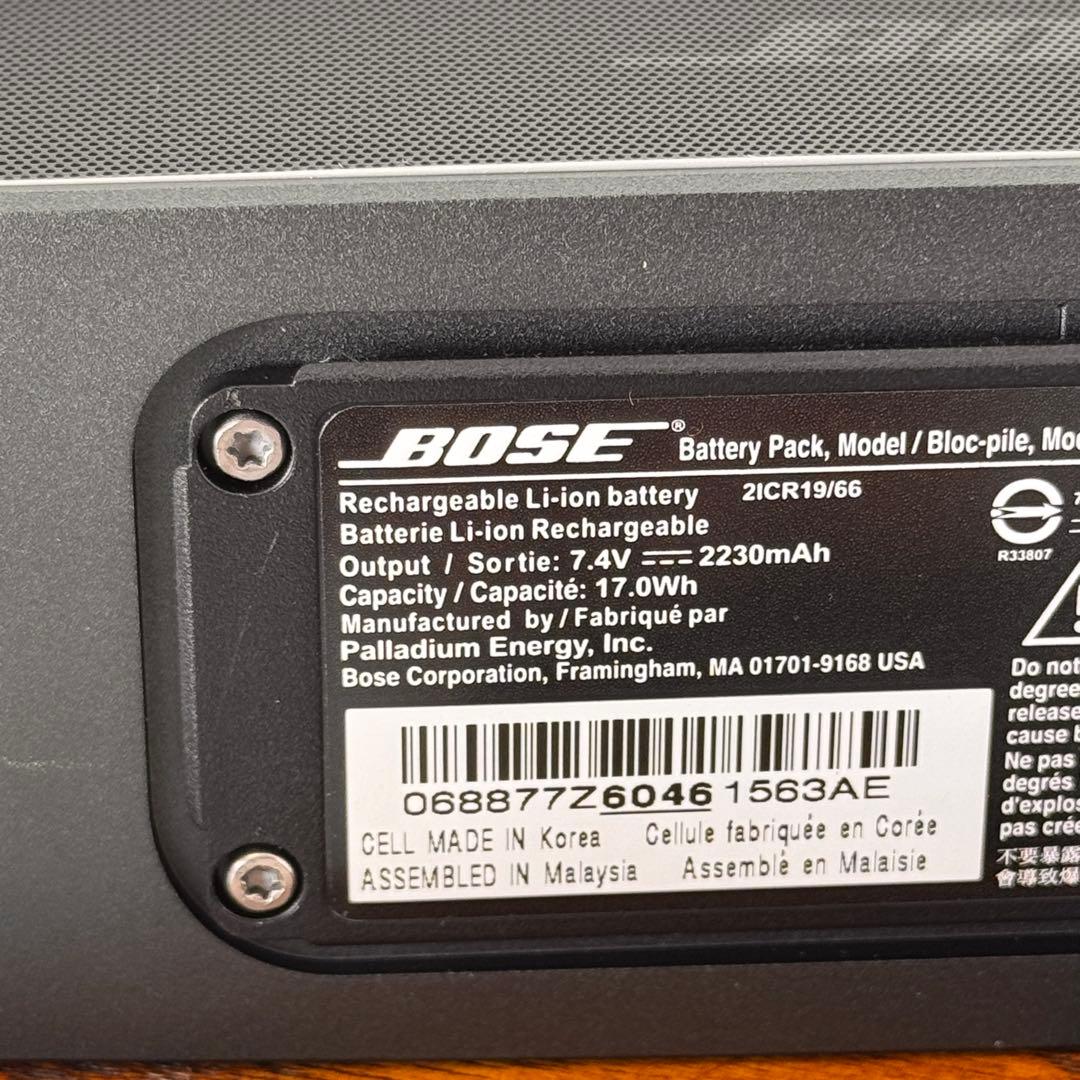 BOSE® Battery Pack, Model / Bloc-pile,
Rechargeable Li-ion battery 2ICR19/66
Batterie Li-ion Rechargeable
Output / Sortie: 7.4V 2230mAh
Capacity / Capacité: 17.0Wh
Manufactured by / Fabriqué par
Palladium Energy, Inc.
Bose Corporation, Framingham, MA 01701-9168 USA
068877Z60461563AE
CELL MADE IN Korea Cellule fabriquée en Corée
ASSEMBLED IN Malaysia Assemblé en Malaisie
R33807
Do not
degree
release
cause
Ne pas
degrés
d'explos
pas crée
不要暴露
會導致